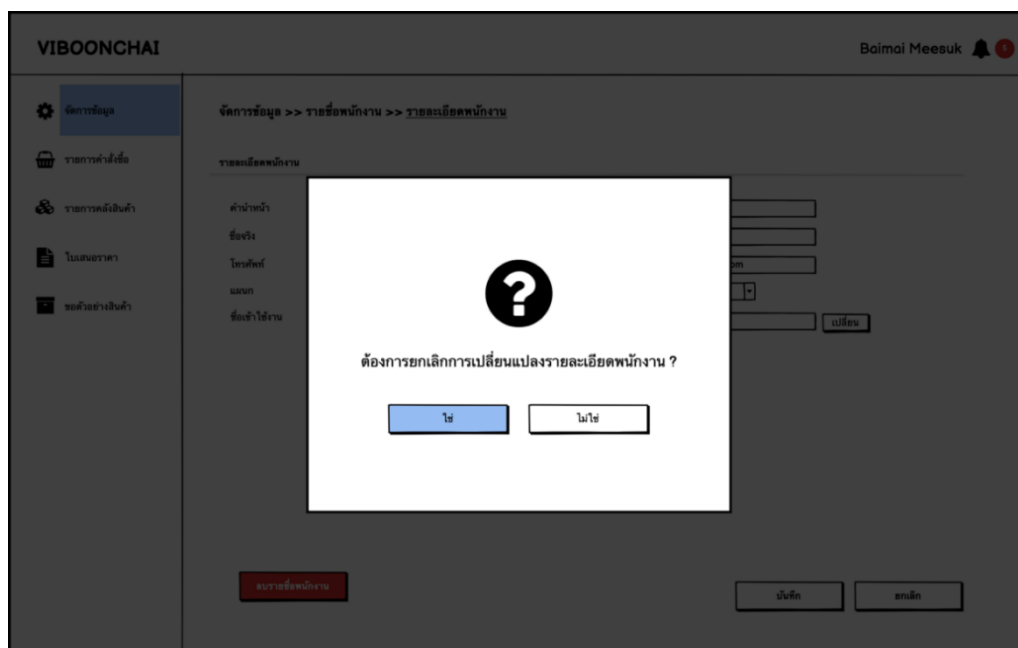 VIBOONCHAI
Baimai Meesuk
จัดการข้อมูล
จัดการข้อมูล >> รายชื่อพนักงาน >> รายละเอียดพนักงาน
รายการคำสั่งซื้อ
รายละเอียดพนักงาน
รายการคลังสินค้า
คำนำหน้า
ชื่อจริง
ใบเสนอราคา
โทรศัพท์
om
แผนก
ขอตัวอย่างสินค้า
ชื่อเข้าใช้งาน
เปลี่ยน
ต้องการยกเลิกการเปลี่ยนแปลงรายละเอียดพนักงาน ?
ใช่
ไม่ใช่
ลบรายชื่อพนักงาน
บันทึก
ยกเลิก